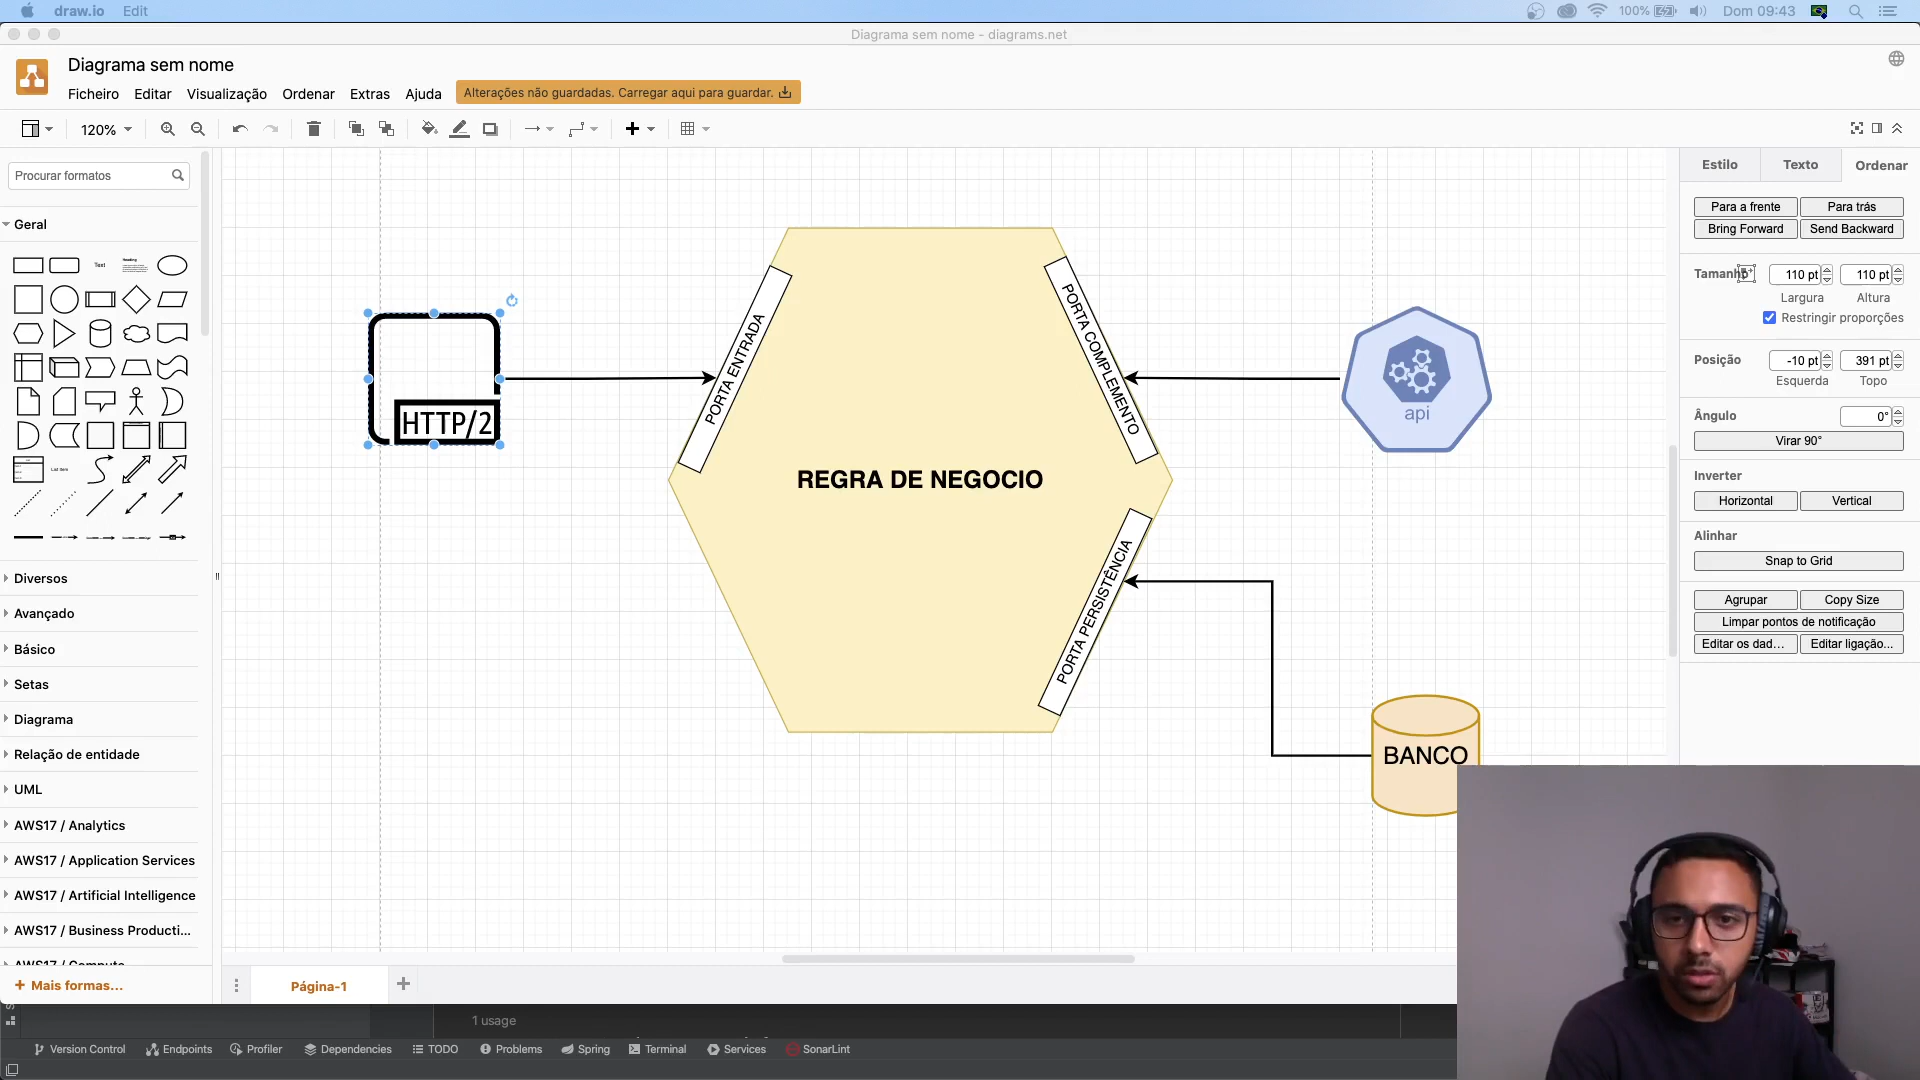 draw.io Edit
100% Dom 09:43
Diagrama sem nome - diagrams.net
Diagrama sem nome
Ficheiro Editar Visualização Ordenar Extras Ajuda
Alterações não guardadas. Carregar aqui para guardar.
120%
Procurar formatos
Geral
Text
Heading
List Item
Diversos
Avançado
Básico
Setas
Diagrama
Relação de entidade
UML
AWS17 / Analytics
AWS17 / Application Services
AWS17 / Artificial Intelligence
AWS17 / Business Producti...
AWS17 / Compute
+ Mais formas...
HTTP/2
PORTA ENTRADA
PORTA COMPLEMENTO
REGRA DE NEGOCIO
PORTA PERSISTÊNCIA
api
BANCO
Estilo Texto Ordenar
Para a frente Para trás
Bring Forward Send Backward
Tamanho 110 pt 110 pt
Largura Altura
Restringir proporções
Posição -10 pt 391 pt
Esquerda Topo
Ângulo 0°
Virar 90°
Inverter
Horizontal Vertical
Alinhar
Snap to Grid
Agrupar Copy Size
Limpar pontos de notificação
Editar os dad... Editar ligação...
Página-1
1 usage
Version Control Endpoints Profiler Dependencies TODO Problems Spring Terminal Services SonarLint